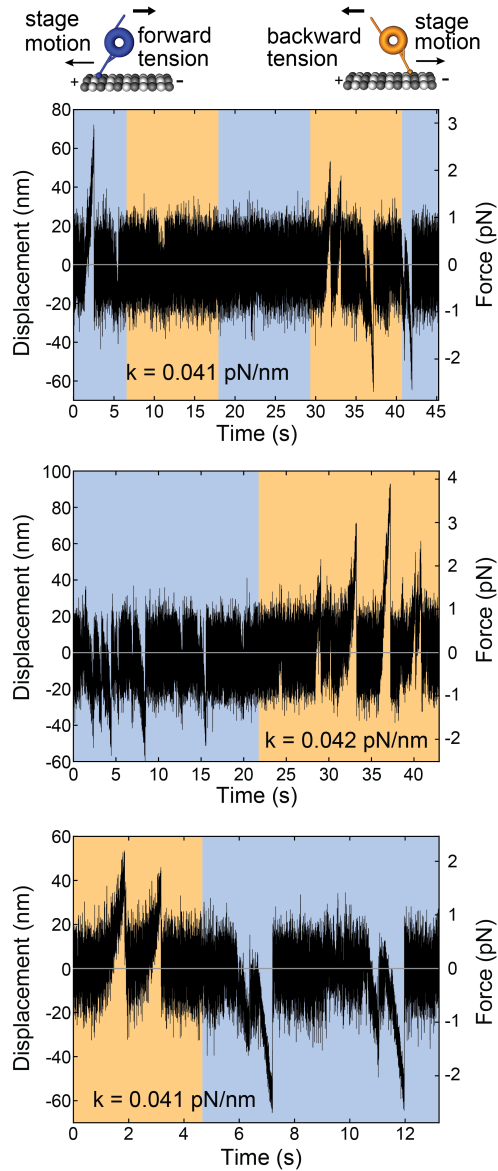 stage motion forward tension
backward tension stage motion
+ -
+ -
80
60
40
20
0
-20
-40
-60
Displacement (nm)
3
2
1
0
-1
-2
Force (pN)
k = 0.041 pN/nm
0 5 10 15 20 25 30 35 40 45
Time (s)
100
80
60
40
20
0
-20
-40
-60
Displacement (nm)
4
3
2
1
0
-1
-2
Force (pN)
k = 0.042 pN/nm
0 5 10 15 20 25 30 35 40
Time (s)
60
40
20
0
-20
-40
-60
Displacement (nm)
2
1
0
-1
-2
Force (pN)
k = 0.041 pN/nm
0 2 4 6 8 10 12
Time (s)